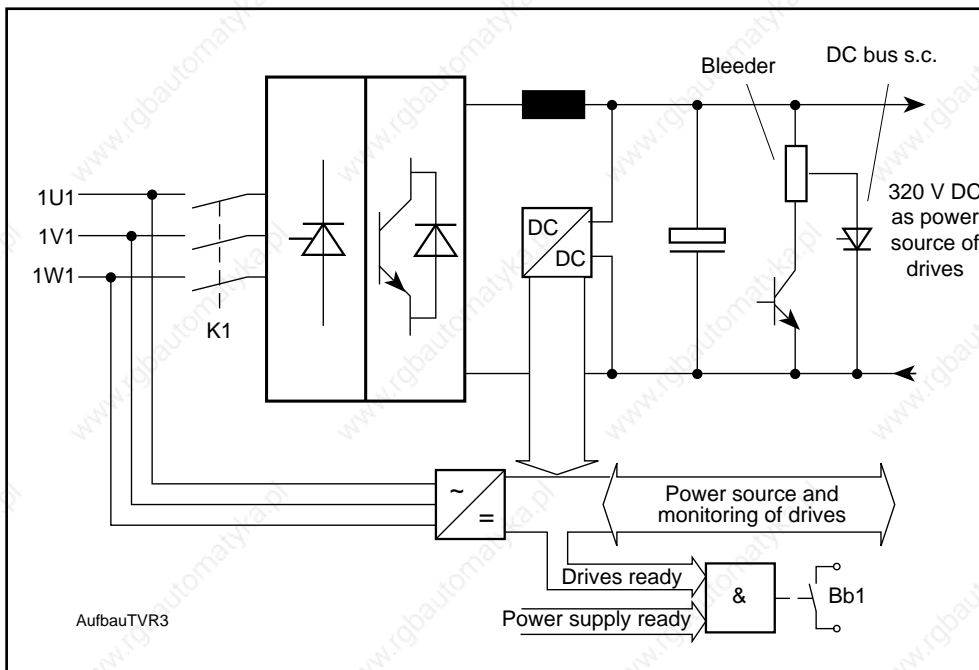 Bleeder
DC bus s.c.
1U1
1V1
1W1
K1
DC
DC
320 V DC
as power
source of
drives
~
=
Power source and
monitoring of drives
Drives ready
Power supply ready
&
Bb1
AufbauTVR3
www.rgbautomatyka.pl